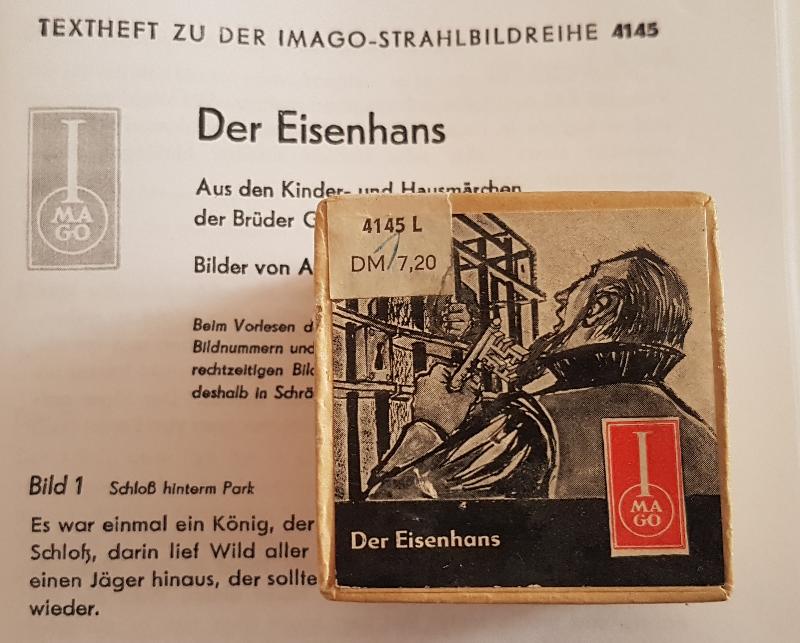 TEXTHEFT ZU DER IMAGO-STRAHLBILDREIHE 4145
I
MA
GO
Der Eisenhans
Aus den Kinder- und Hausmärchen
der Brüder G
Bilder von A
Beim Vorlesen d
Bildnummern und
rechtzeitigen Bild
deshalb in Schrä
Bild 1 Schloß hinterm Park
Es war einmal ein König, der
Schloß, darin lief Wild aller
einen Jäger hinaus, der sollte
wieder.
4145 L
DM 7,20
I
MA
GO
Der Eisenhans